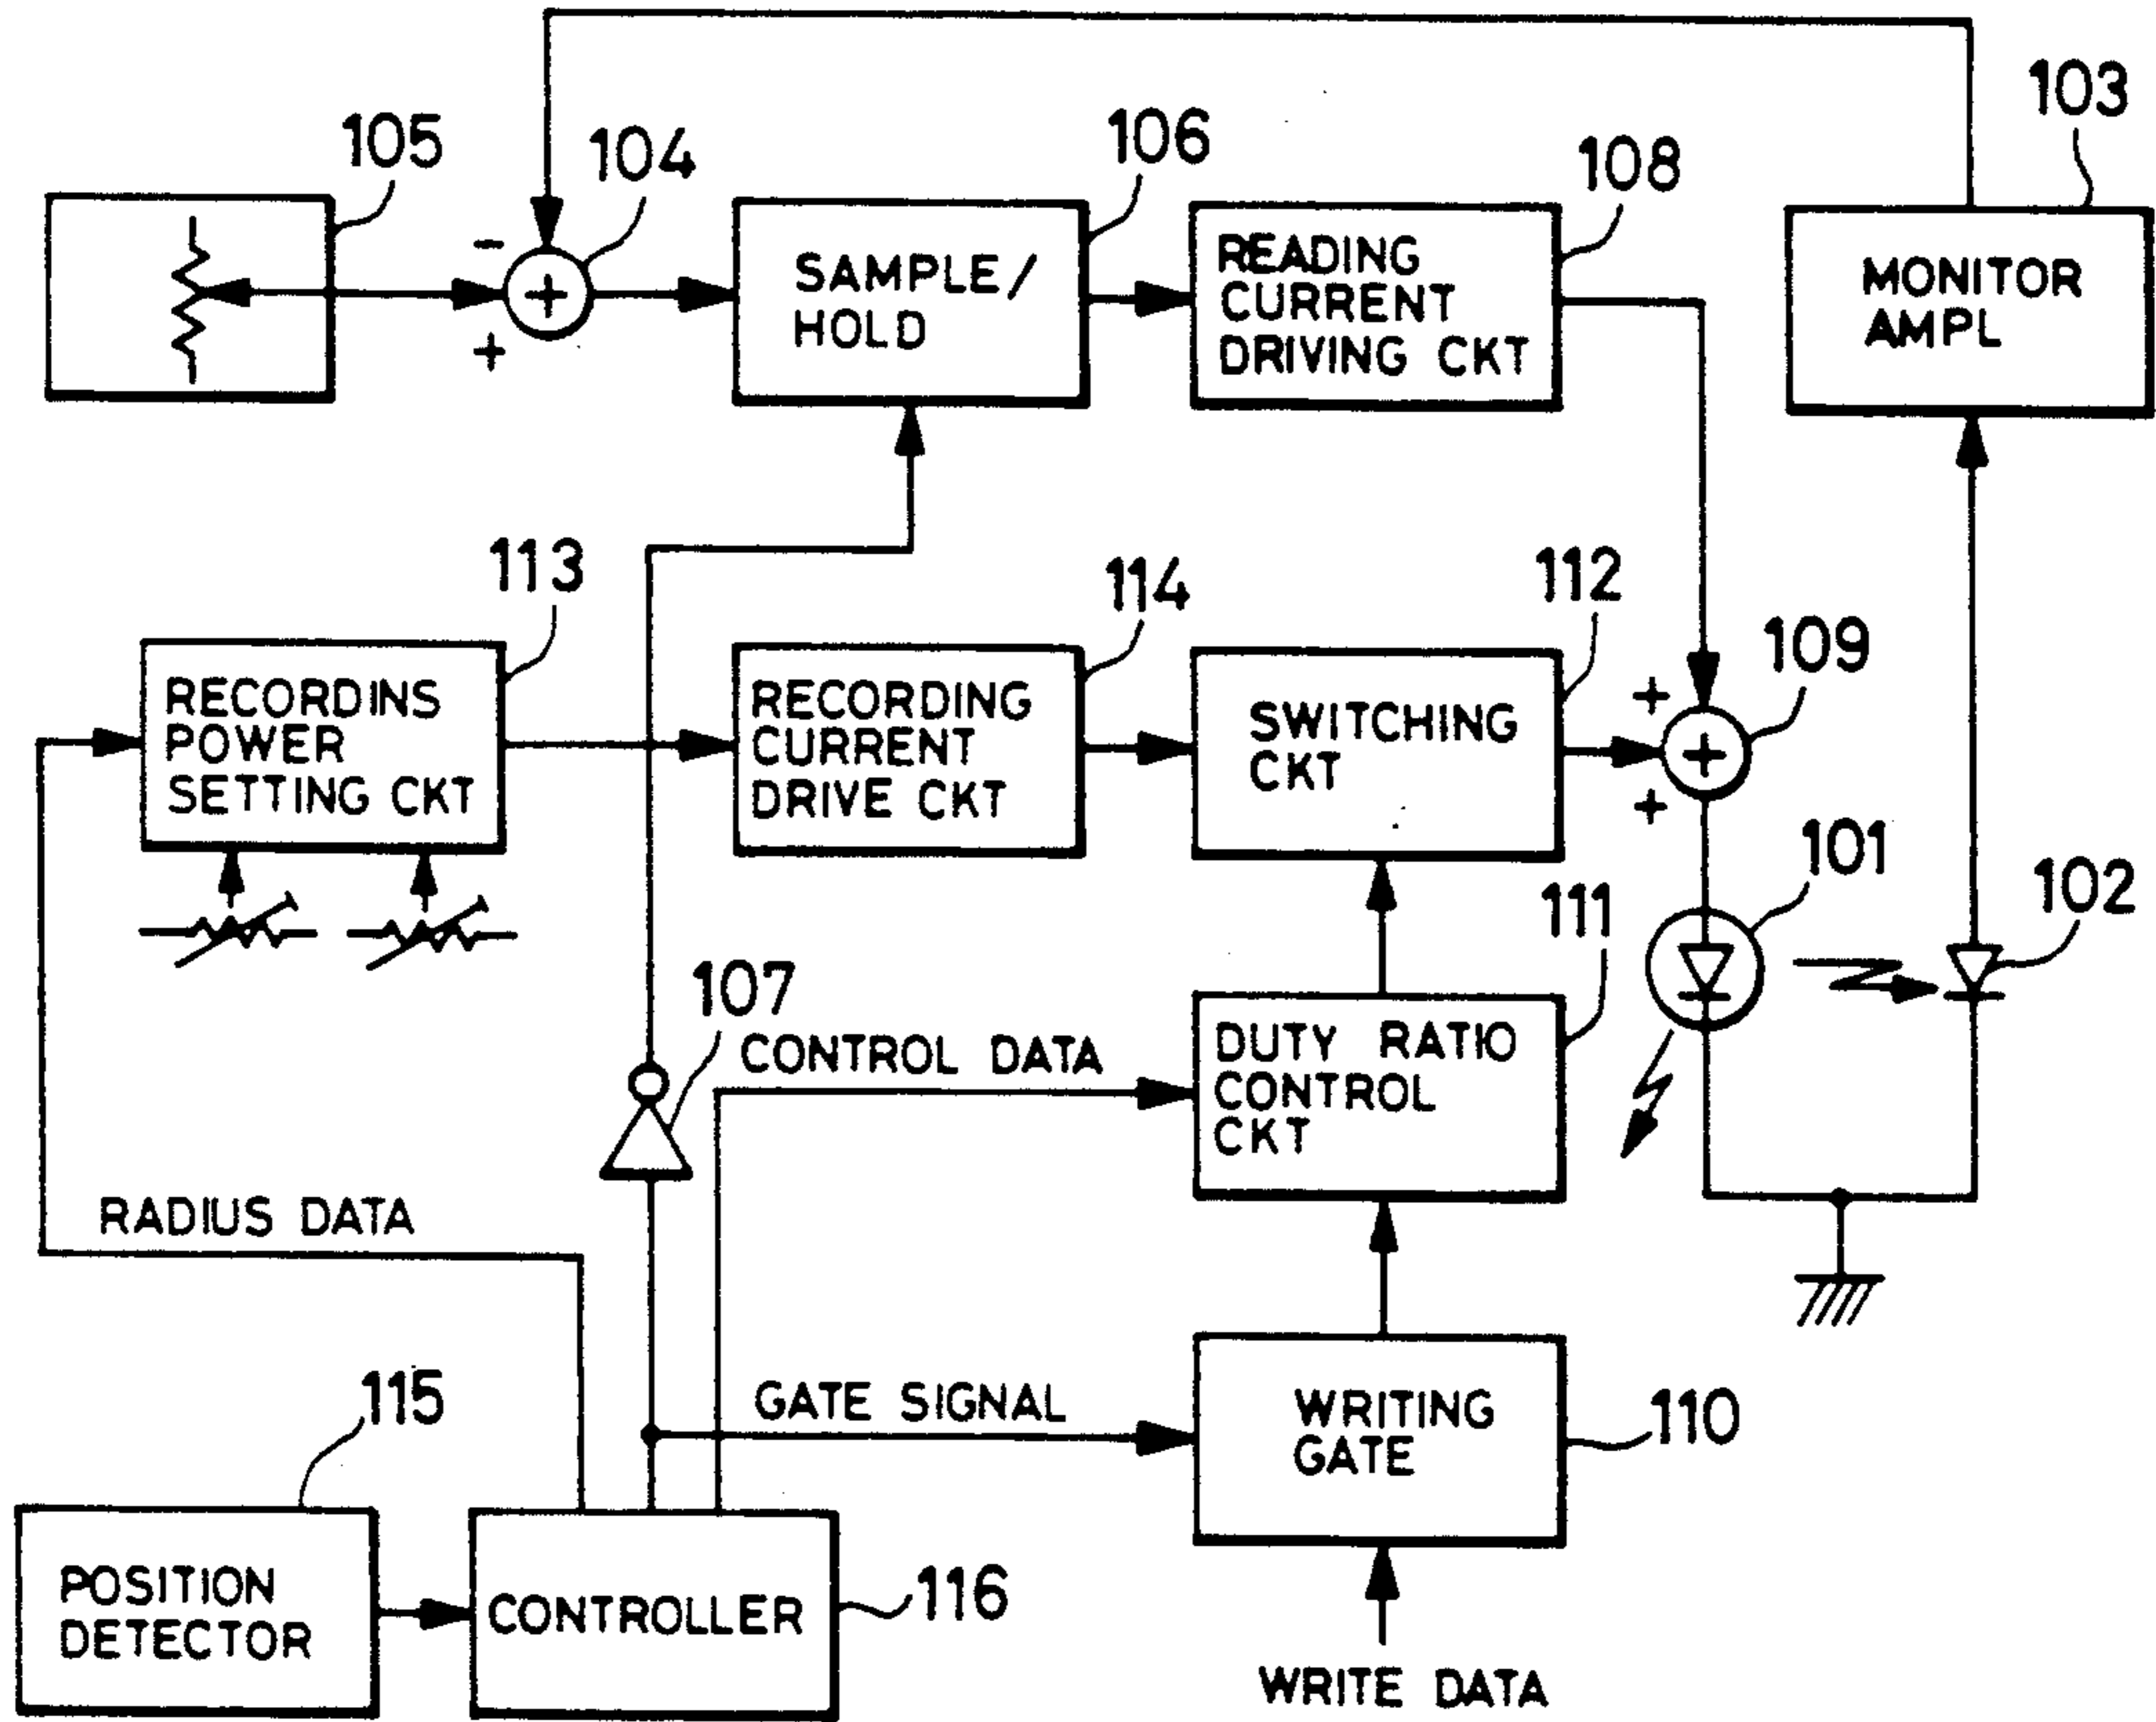 103
105
104
106
108
-
+
SAMPLE/
HOLD
READING
CURRENT
DRIVING CKT
MONITOR
AMPL
113
114
112
109
RECORDINS
POWER
SETTING CKT
RECORDING
CURRENT
DRIVE CKT
SWITCHING
CKT
+
+
101
102
111
107
CONTROL DATA
DUTY RATIO
CONTROL
CKT
RADIUS DATA
115
GATE SIGNAL
WRITING
GATE
110
POSITION
DETECTOR
CONTROLLER
116
WRITE DATA